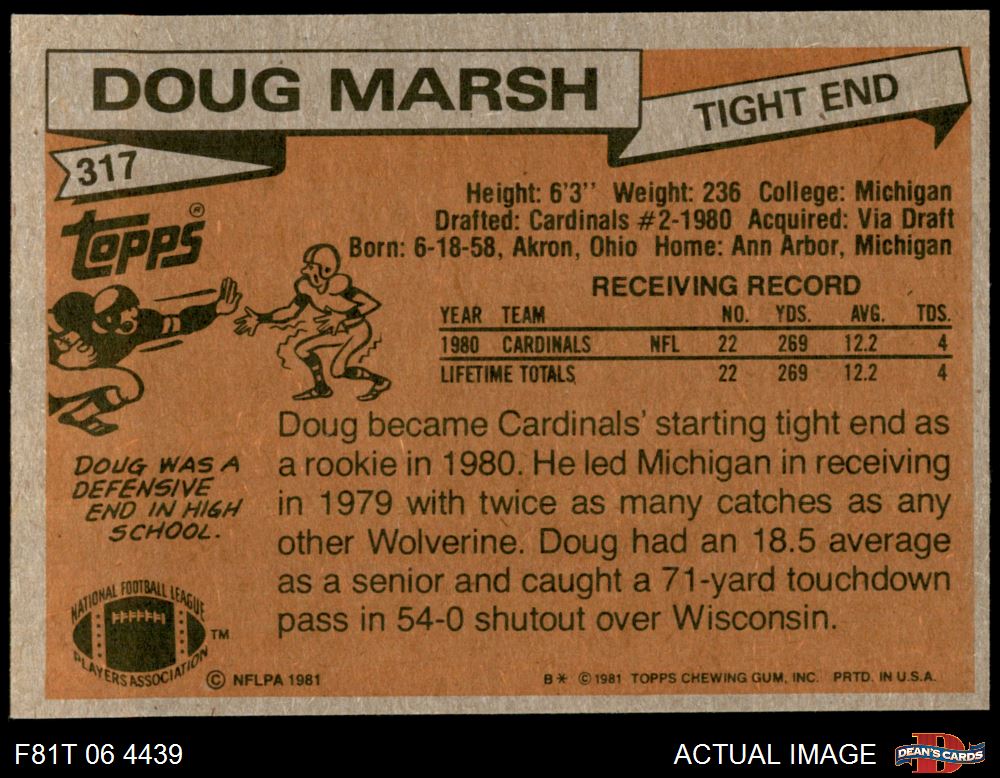 DOUG MARSH
TIGHT END
317
topps®
Height: 6'3'' Weight: 236 College: Michigan
Drafted: Cardinals #2-1980 Acquired: Via Draft
Born: 6-18-58, Akron, Ohio Home: Ann Arbor, Michigan
RECEIVING RECORD
YEAR TEAM NO. YDS. AVG. TDS.
1980 CARDINALS NFL 22 269 12.2 4
LIFETIME TOTALS 22 269 12.2 4
Doug became Cardinals' starting tight end as
a rookie in 1980. He led Michigan in receiving
in 1979 with twice as many catches as any
other Wolverine. Doug had an 18.5 average
as a senior and caught a 71-yard touchdown
pass in 54-0 shutout over Wisconsin.
DOUG WAS A
DEFENSIVE
END IN HIGH
SCHOOL.
NATIONAL FOOTBALL LEAGUE
PLAYERS ASSOCIATION
TM
© NFLPA 1981
B* © 1981 TOPPS CHEWING GUM, INC. PRTD. IN U.S.A.
F81T 06 4439
ACTUAL IMAGE
D
DEAN'S CARDS